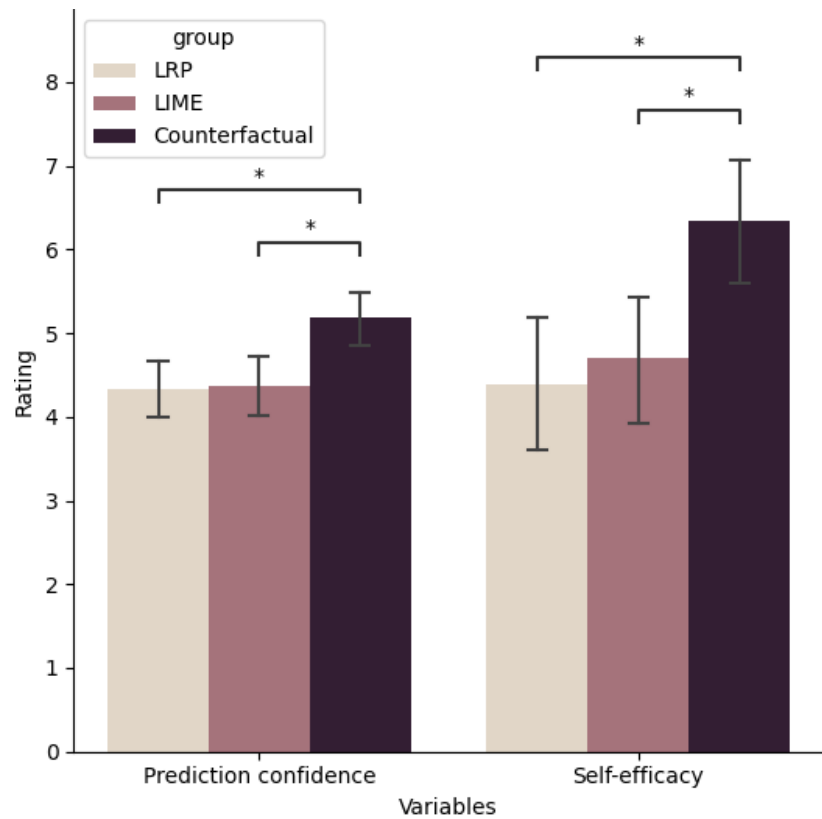 group
LRP
LIME
Counterfactual
*
*
*
*
Rating
8
7
6
5
4
3
2
1
0
Prediction confidence
Self-efficacy
Variables